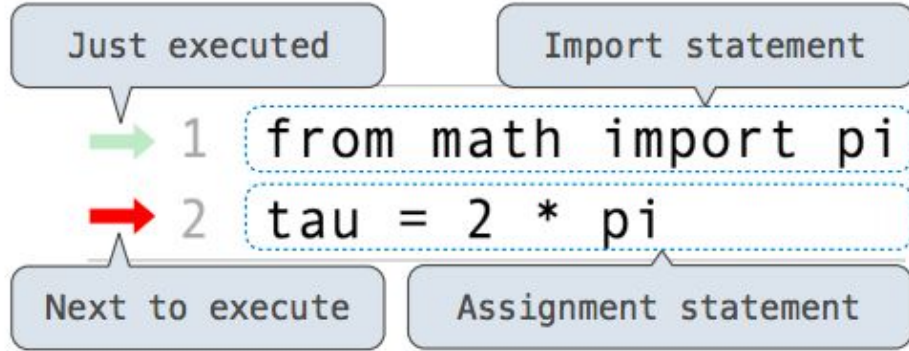 Just executed
Import statement
1 from math import pi
2 tau = 2 * pi
Next to execute
Assignment statement